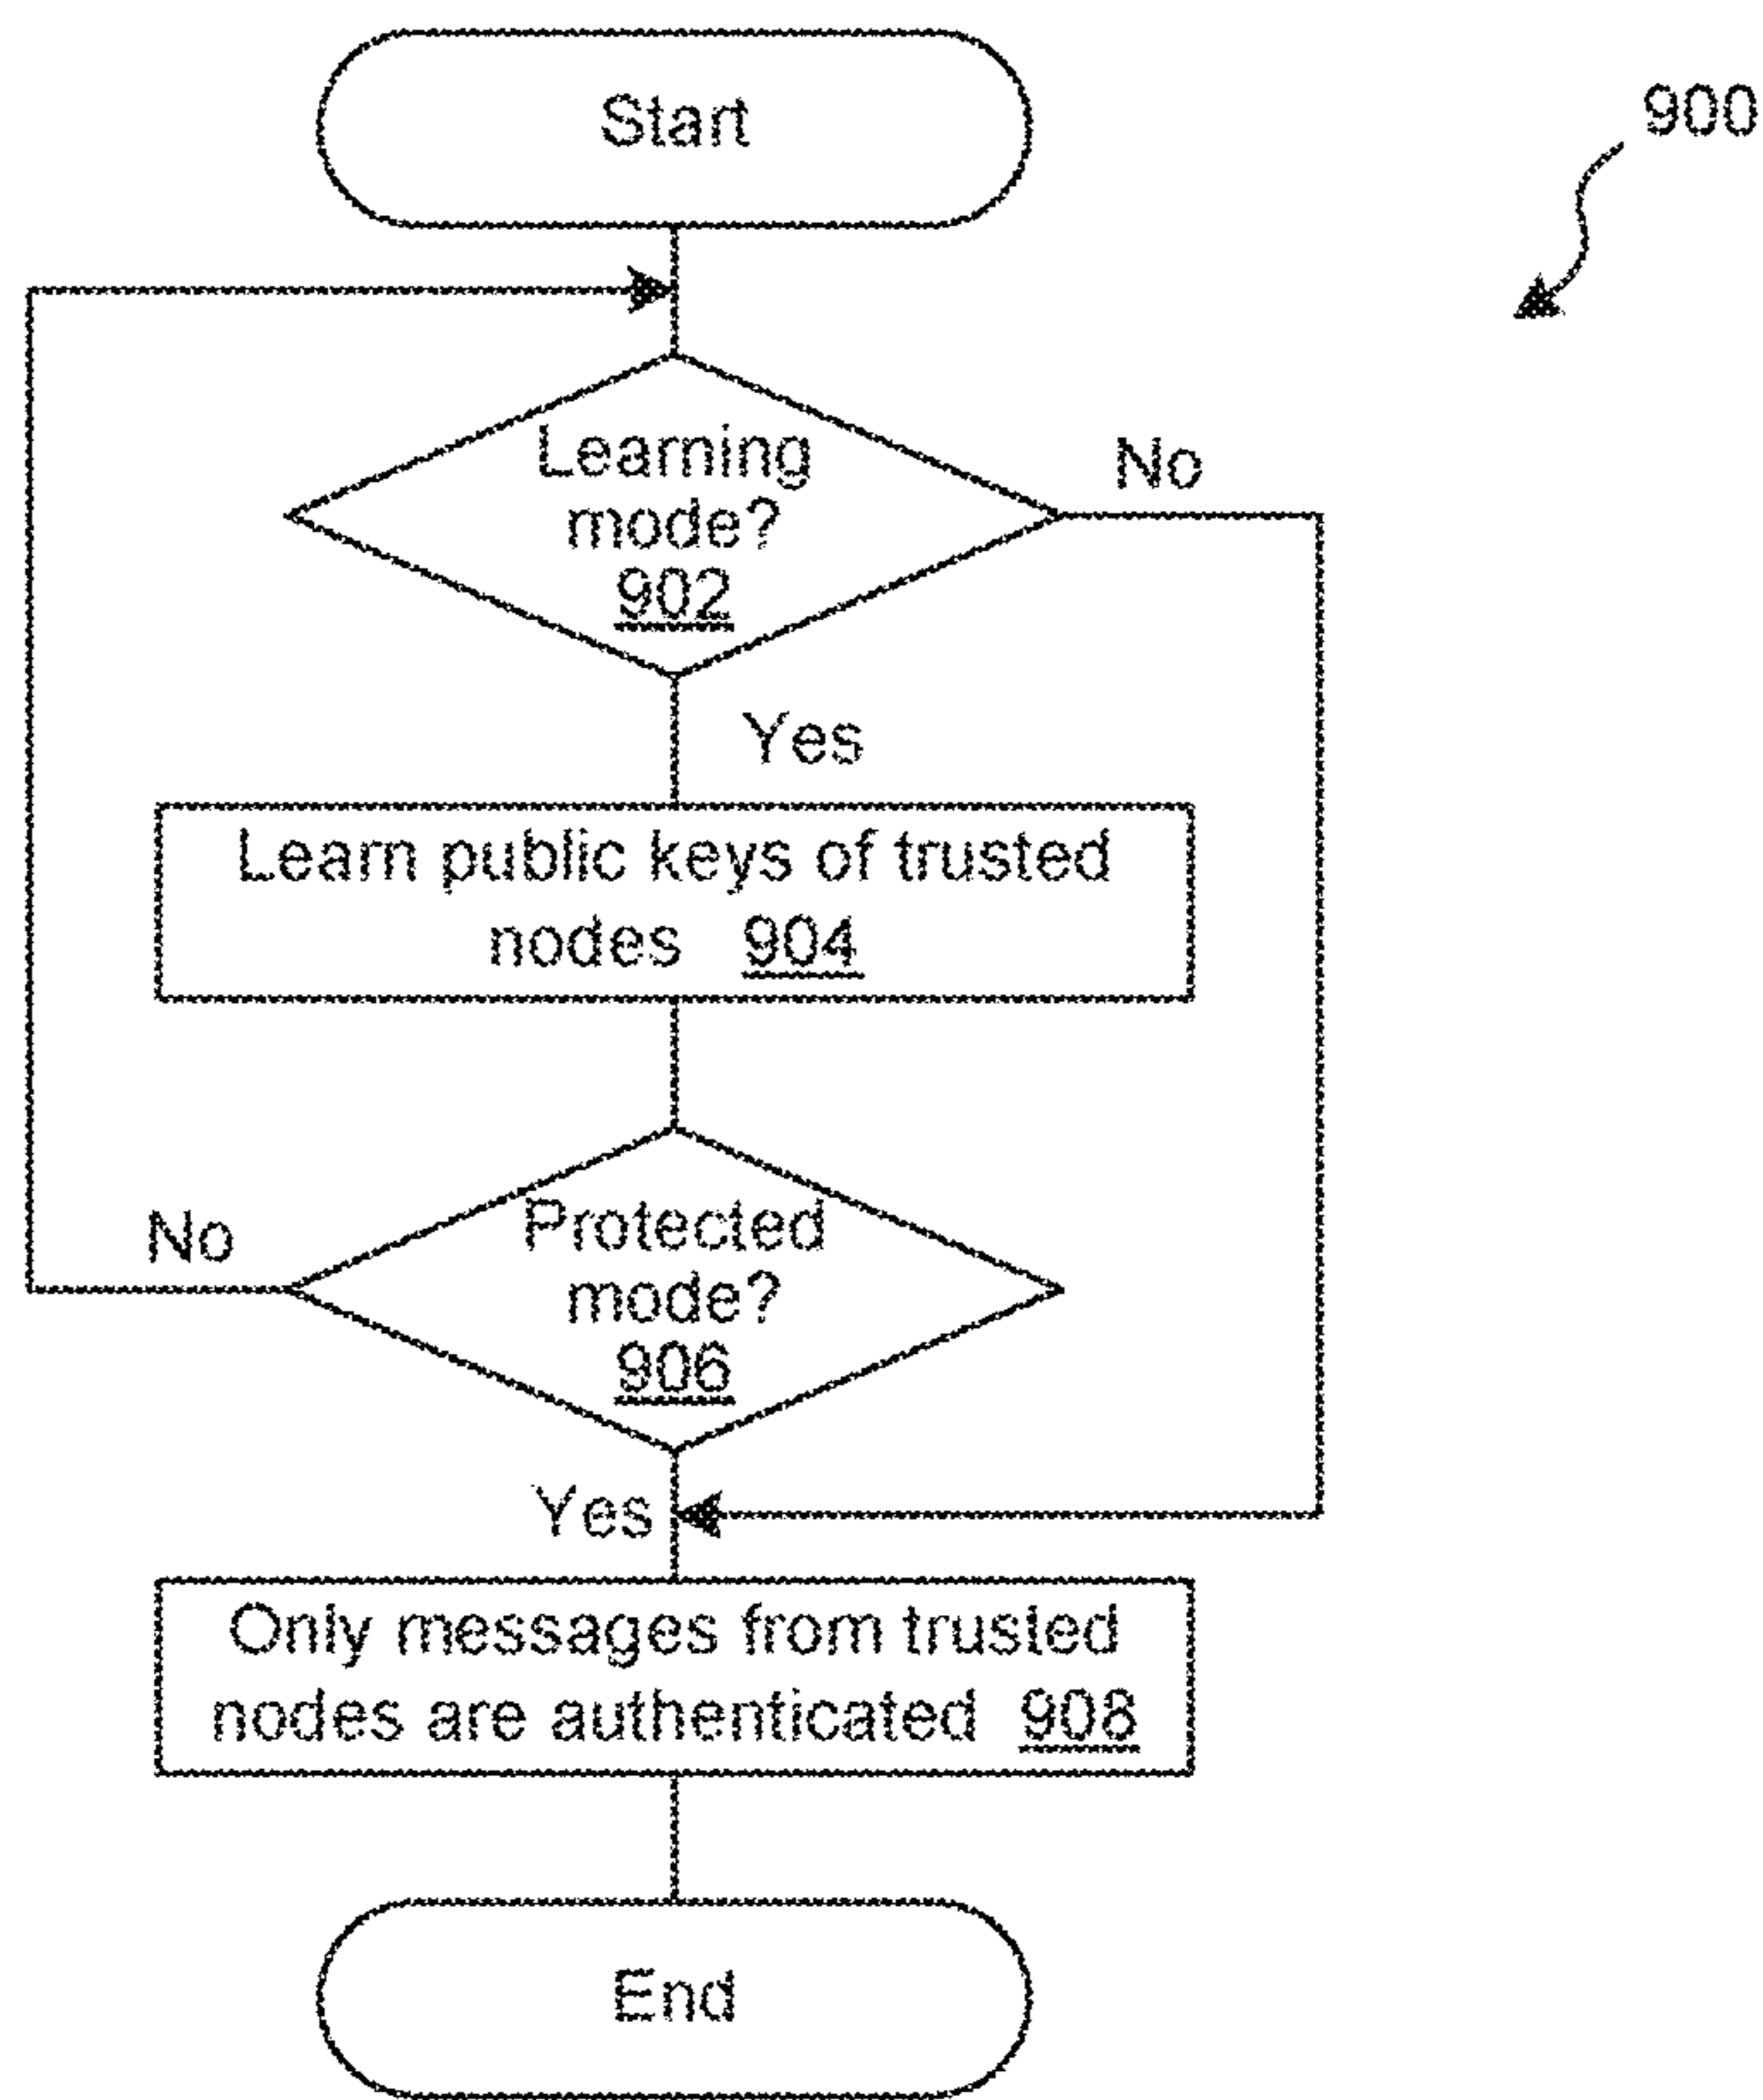 Start
900
Learning
mode?
902
No
Yes
Learn public keys of trusted
nodes 904
Protected
mode?
906
No
Yes
Only messages from trusted
nodes are authenticated 908
End